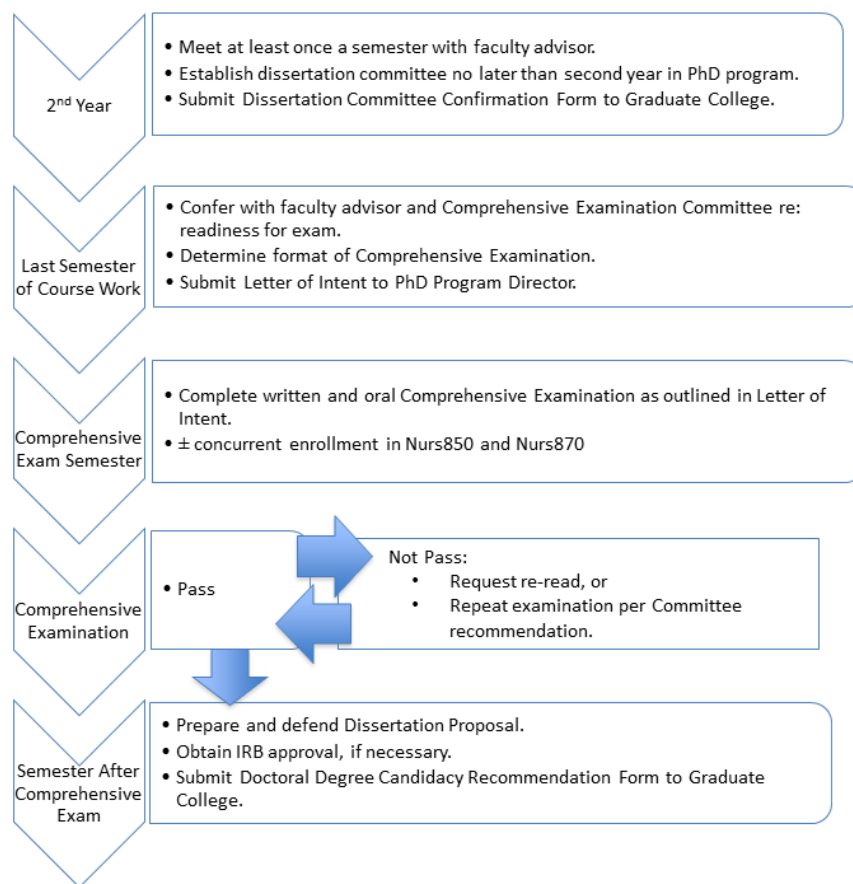 2nd Year
• Meet at least once a semester with faculty advisor.
• Establish dissertation committee no later than second year in PhD program.
• Submit Dissertation Committee Confirmation Form to Graduate College.
Last Semester
of Course Work
• Confer with faculty advisor and Comprehensive Examination Committee re:
readiness for exam.
• Determine format of Comprehensive Examination.
• Submit Letter of Intent to PhD Program Director.
Comprehensive
Exam Semester
• Complete written and oral Comprehensive Examination as outlined in Letter of
Intent.
• ± concurrent enrollment in Nurs850 and Nurs870
Comprehensive
Examination
• Pass
Not Pass:
• Request re-read, or
• Repeat examination per Committee
recommendation.
Semester After
Comprehensive
Exam
• Prepare and defend Dissertation Proposal.
• Obtain IRB approval, if necessary.
• Submit Doctoral Degree Candidacy Recommendation Form to Graduate
College.